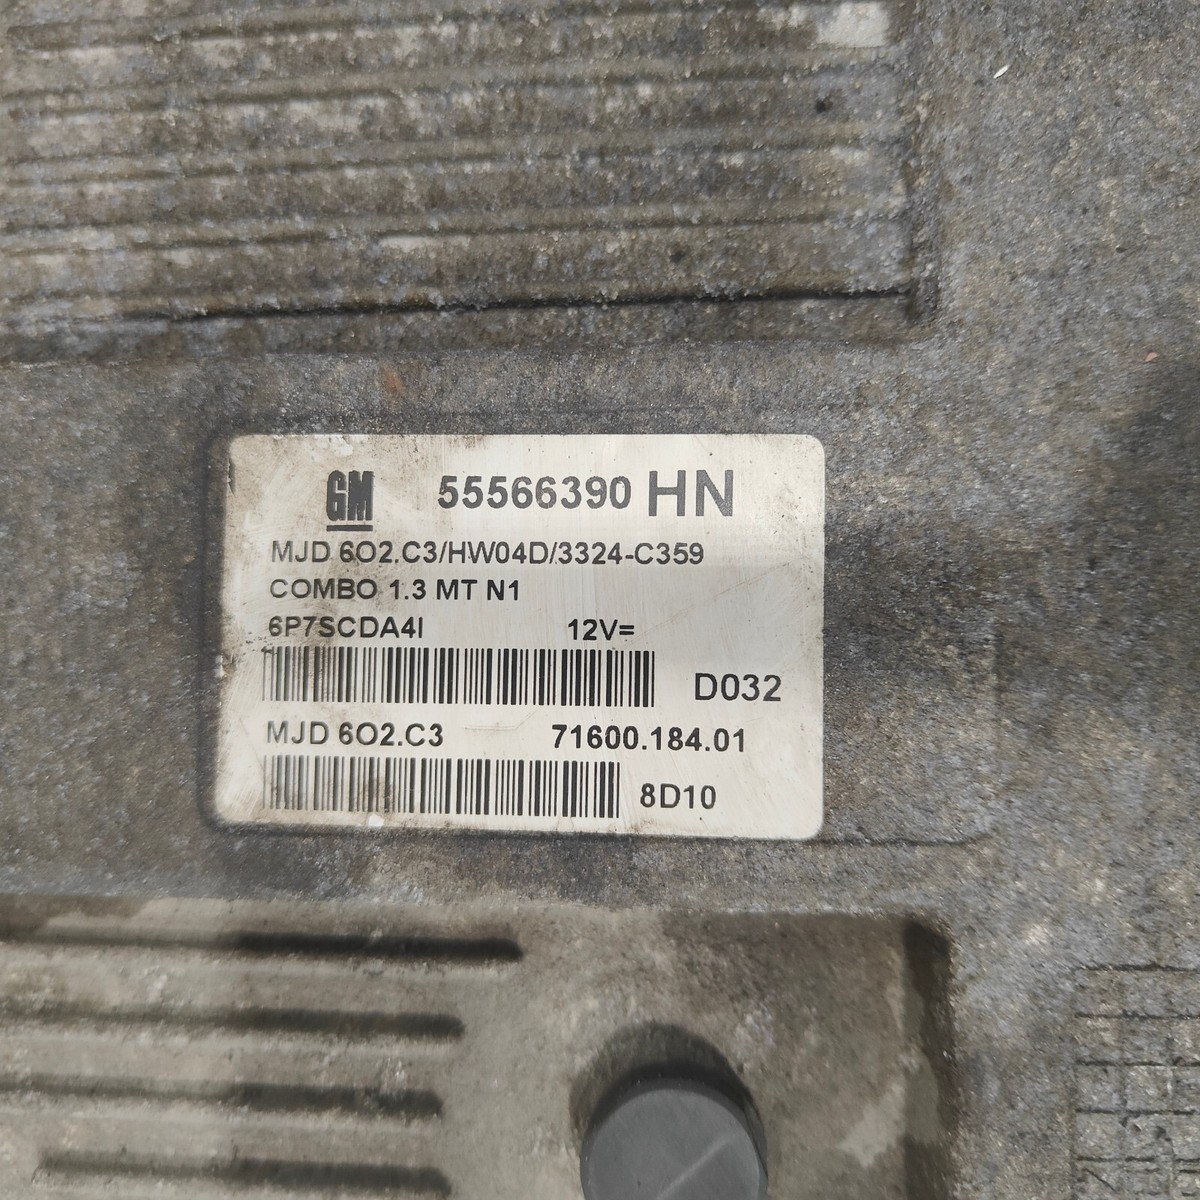 GM 55566390 HN
MJD 6O2.C3/HW04D/3324-C359
COMBO 1.3 MT N1
6P7SCDA4I 12V=
D032
MJD 6O2.C3 71600.184.01
8D10